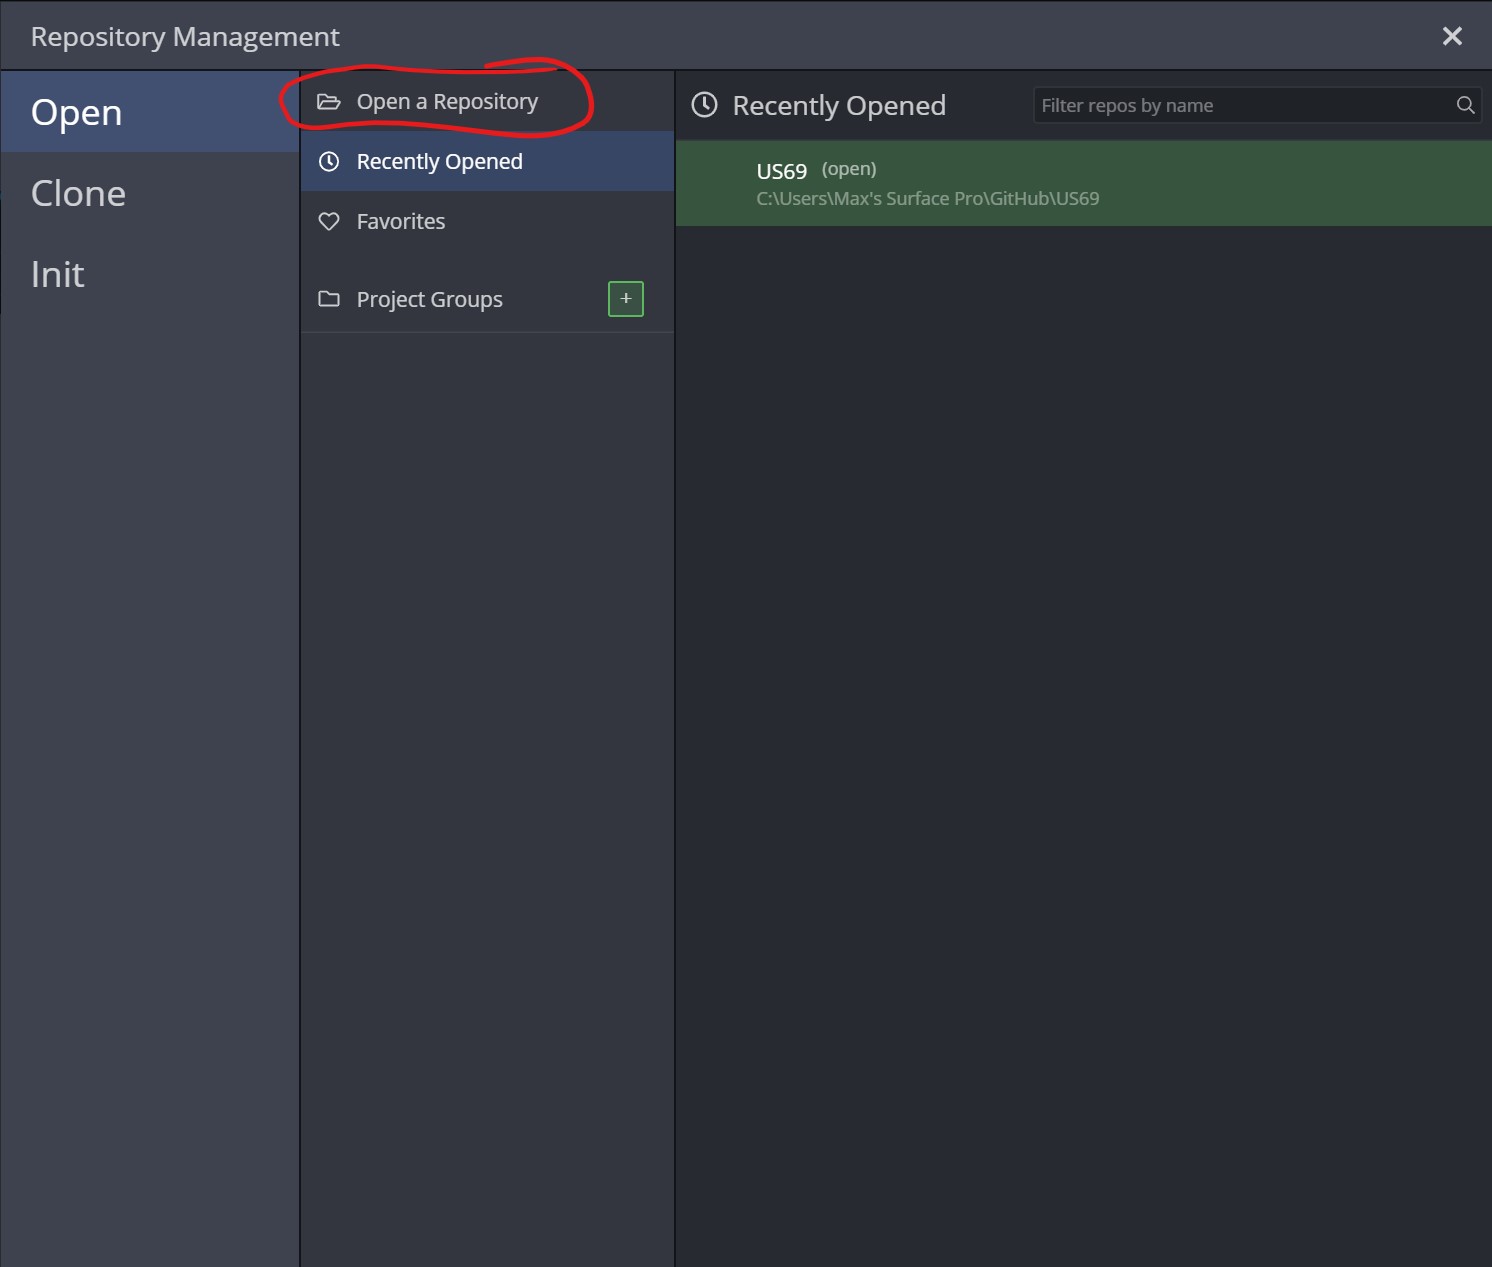 Repository Management
Open
Clone
Init
Open a Repository
Recently Opened
Favorites
Project Groups
+
Recently Opened
Filter repos by name
US69 (open)
C:\Users\Max's Surface Pro\GitHub\US69